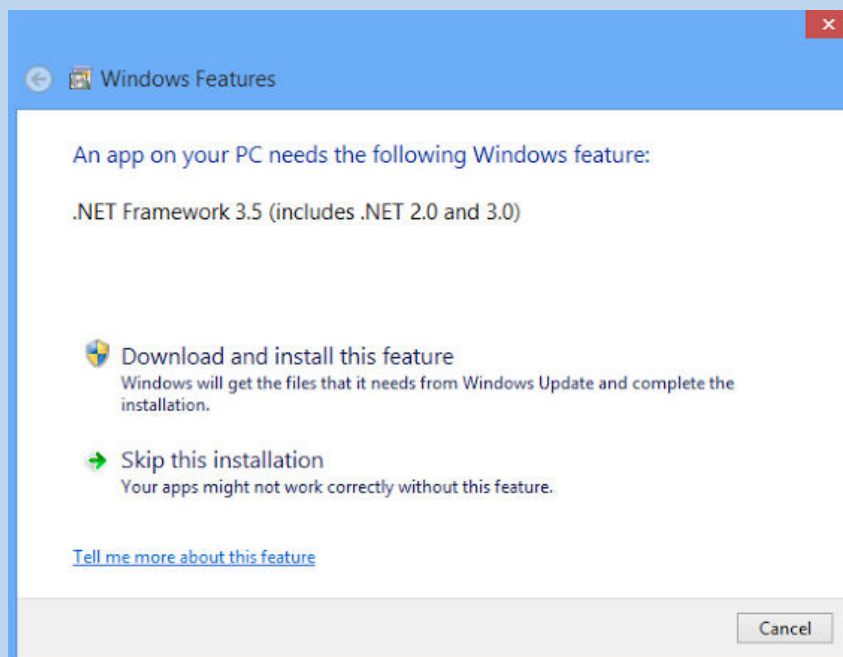 Windows Features
An app on your PC needs the following Windows feature:
.NET Framework 3.5 (includes .NET 2.0 and 3.0)
Download and install this feature
Windows will get the files that it needs from Windows Update and complete the
installation.
Skip this installation
Your apps might not work correctly without this feature.
Tell me more about this feature
Cancel